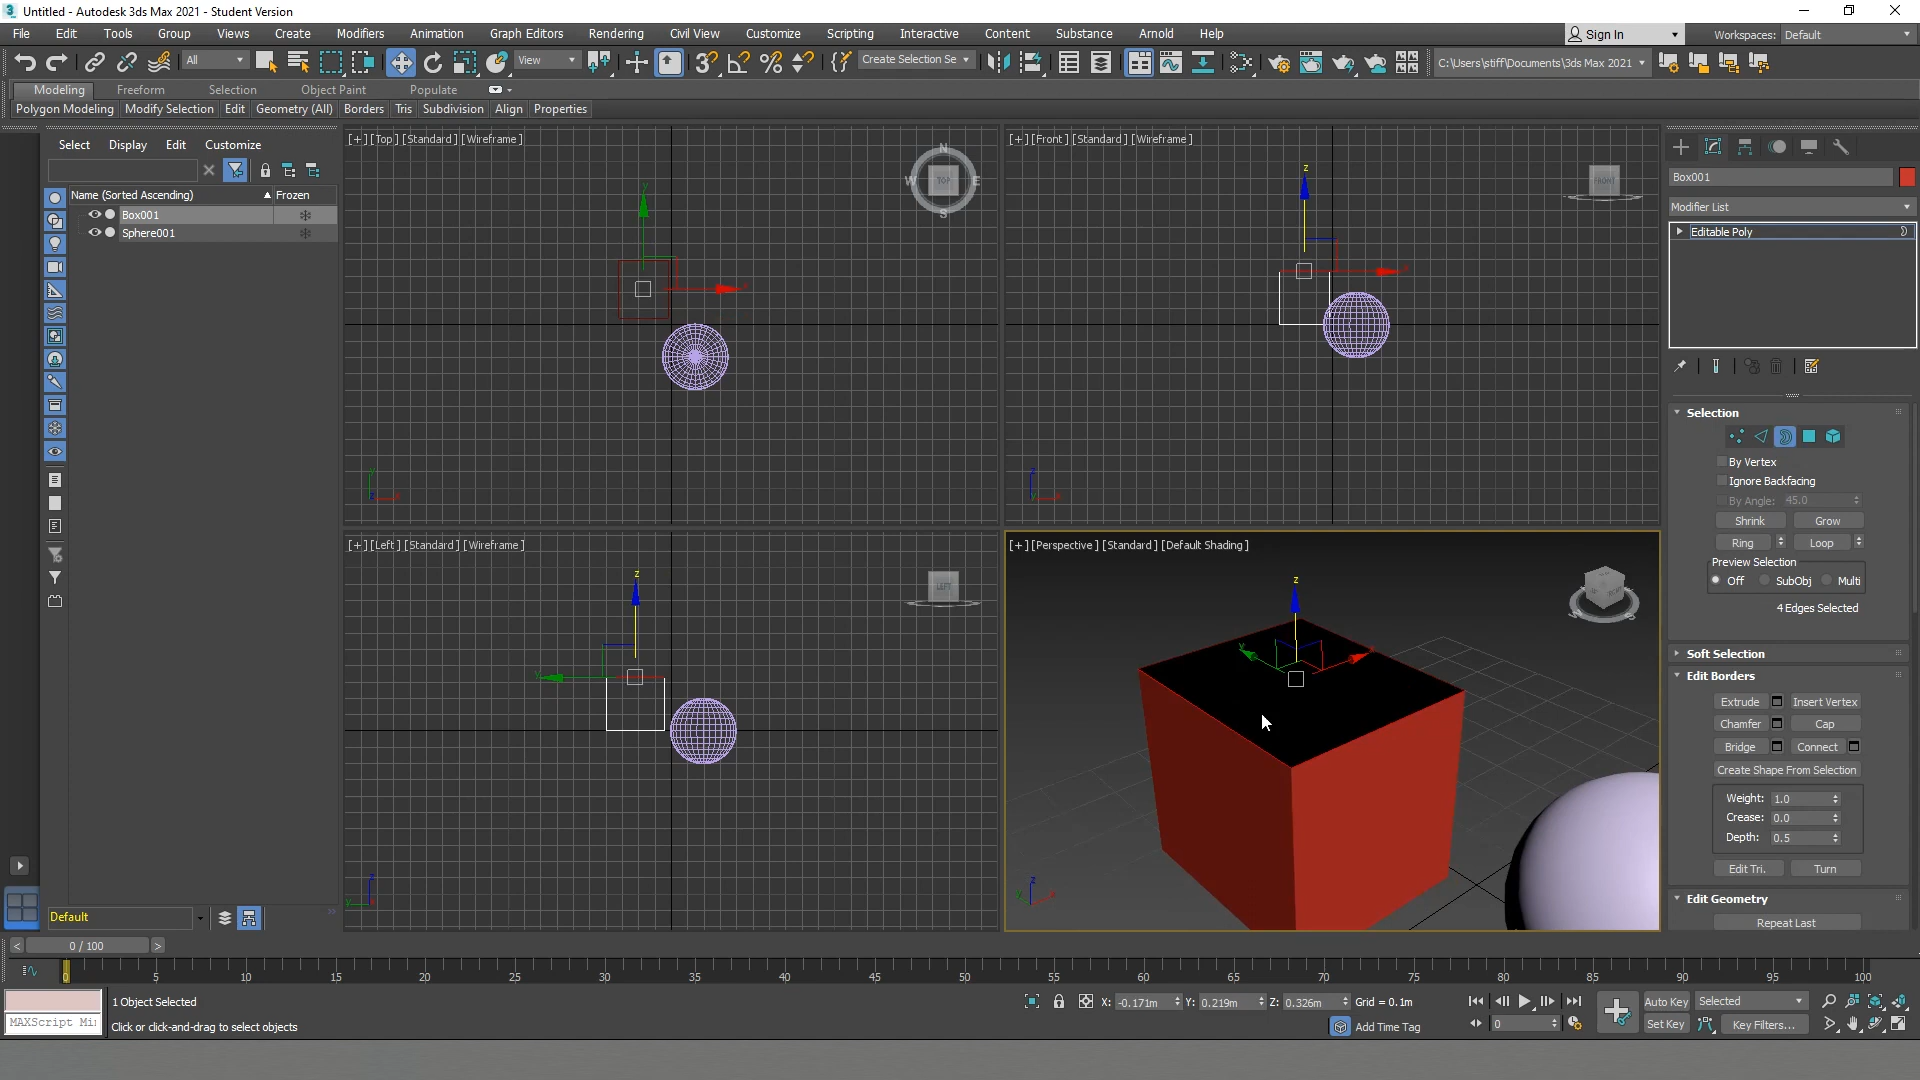 Untitled - Autodesk 3ds Max 2021 - Student Version
File Edit Tools Group Views Create Modifiers Animation Graph Editors Rendering Civil View Customize Scripting Interactive Content Substance Arnold Help Sign In Workspaces: Default
All View Create Selection Se C:\Users\stiff\Documents\3ds Max 2021
Modeling Freeform Selection Object Paint Populate
Polygon Modeling Modify Selection Edit Geometry (All) Borders Tris Subdivision Align Properties
Select Display Edit Customize
Name (Sorted Ascending) Frozen
Box001
Sphere001
Default
[+] [Top] [Standard] [Wireframe]
N
W TOP E
S
y
x
[+] [Front] [Standard] [Wireframe]
FRONT
z
x
[+] [Left] [Standard] [Wireframe]
LEFT
z
y
[+] [Perspective] [Standard] [Default Shading]
z
y
x
Box001
Modifier List
Editable Poly
Selection
By Vertex
Ignore Backfacing
By Angle: 45.0
Shrink Grow
Ring Loop
Preview Selection
Off SubObj Multi
4 Edges Selected
Soft Selection
Edit Borders
Extrude Insert Vertex
Chamfer Cap
Bridge Connect
Create Shape From Selection
Weight: 1.0
Crease: 0.0
Depth: 0.5
Edit Tri. Turn
Edit Geometry
Repeat Last
< 0 / 100 >
0 5 10 15 20 25 30 35 40 45 50 55 60 65 70 75 80 85 90 95 100
1 Object Selected
X: -0.171m Y: 0.219m Z: 0.326m Grid = 0.1m
Auto Key Selected
MAXScript Mi
Click or click-and-drag to select objects
Add Time Tag
0
Set Key Key Filters...